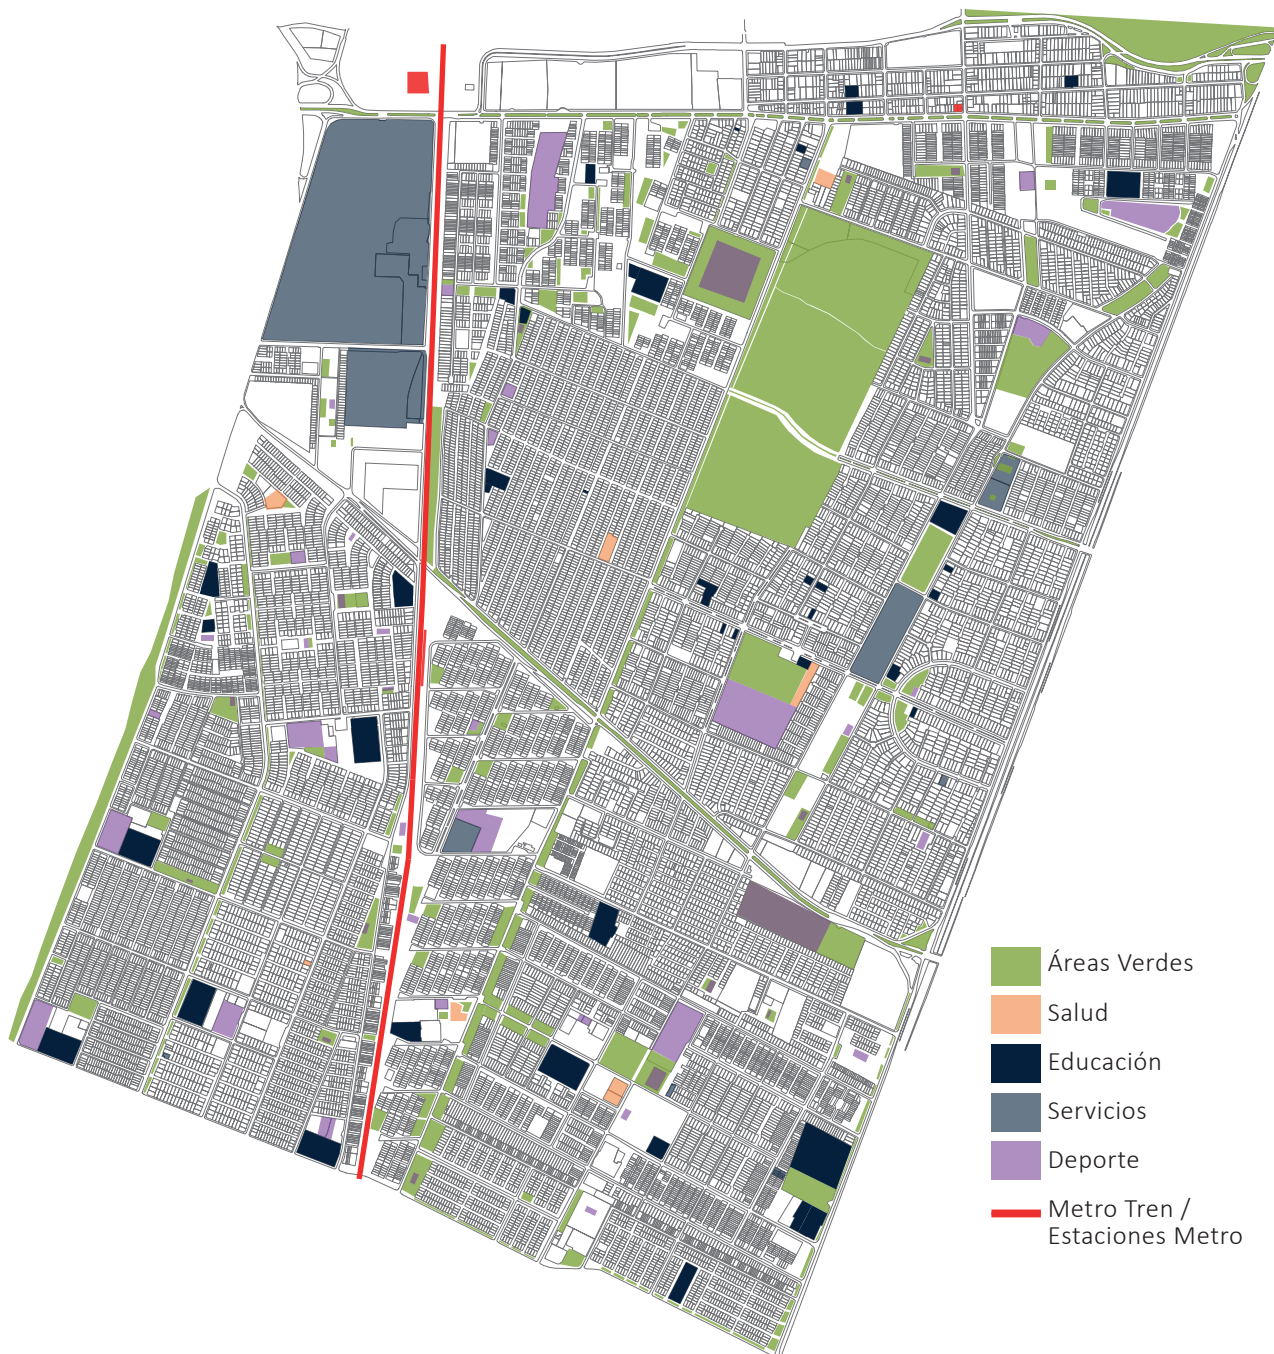 Áreas Verdes
Salud
Educación
Servicios
Deporte
Metro Tren /
Estaciones Metro